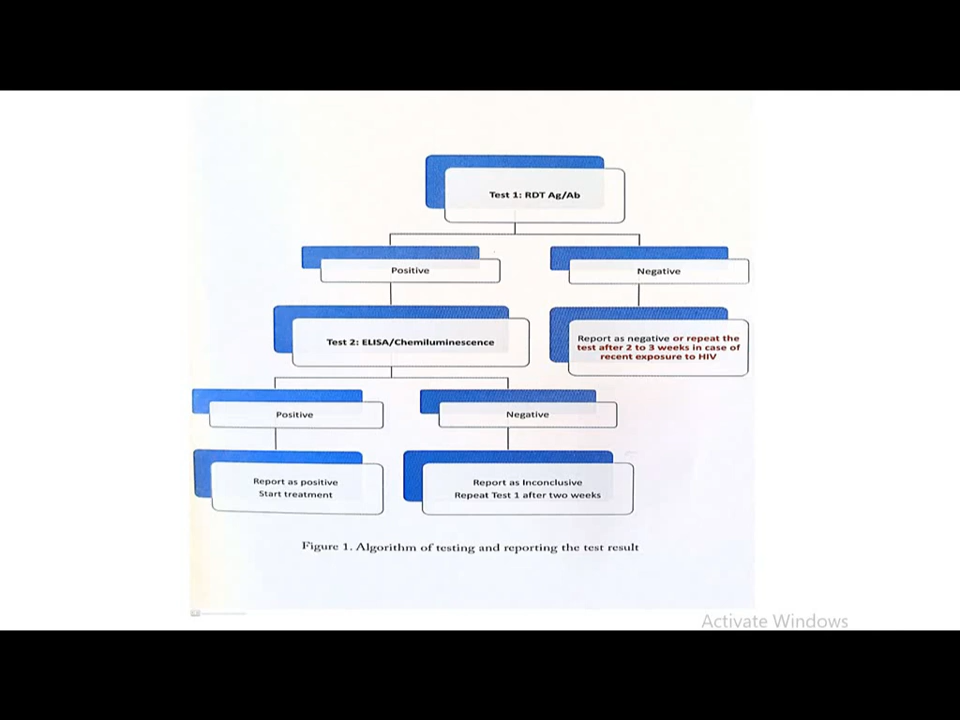 Test 1: RDT Ag/Ab
Positive
Negative
Test 2: ELISA/Chemiluminescence
Report as negative or repeat the
test after 2 to 3 weeks in case of
recent exposure to HIV
Positive
Negative
Report as positive
Start treatment
Report as Inconclusive
Repeat Test 1 after two weeks
Figure 1. Algorithm of testing and reporting the test result
Activate Windows